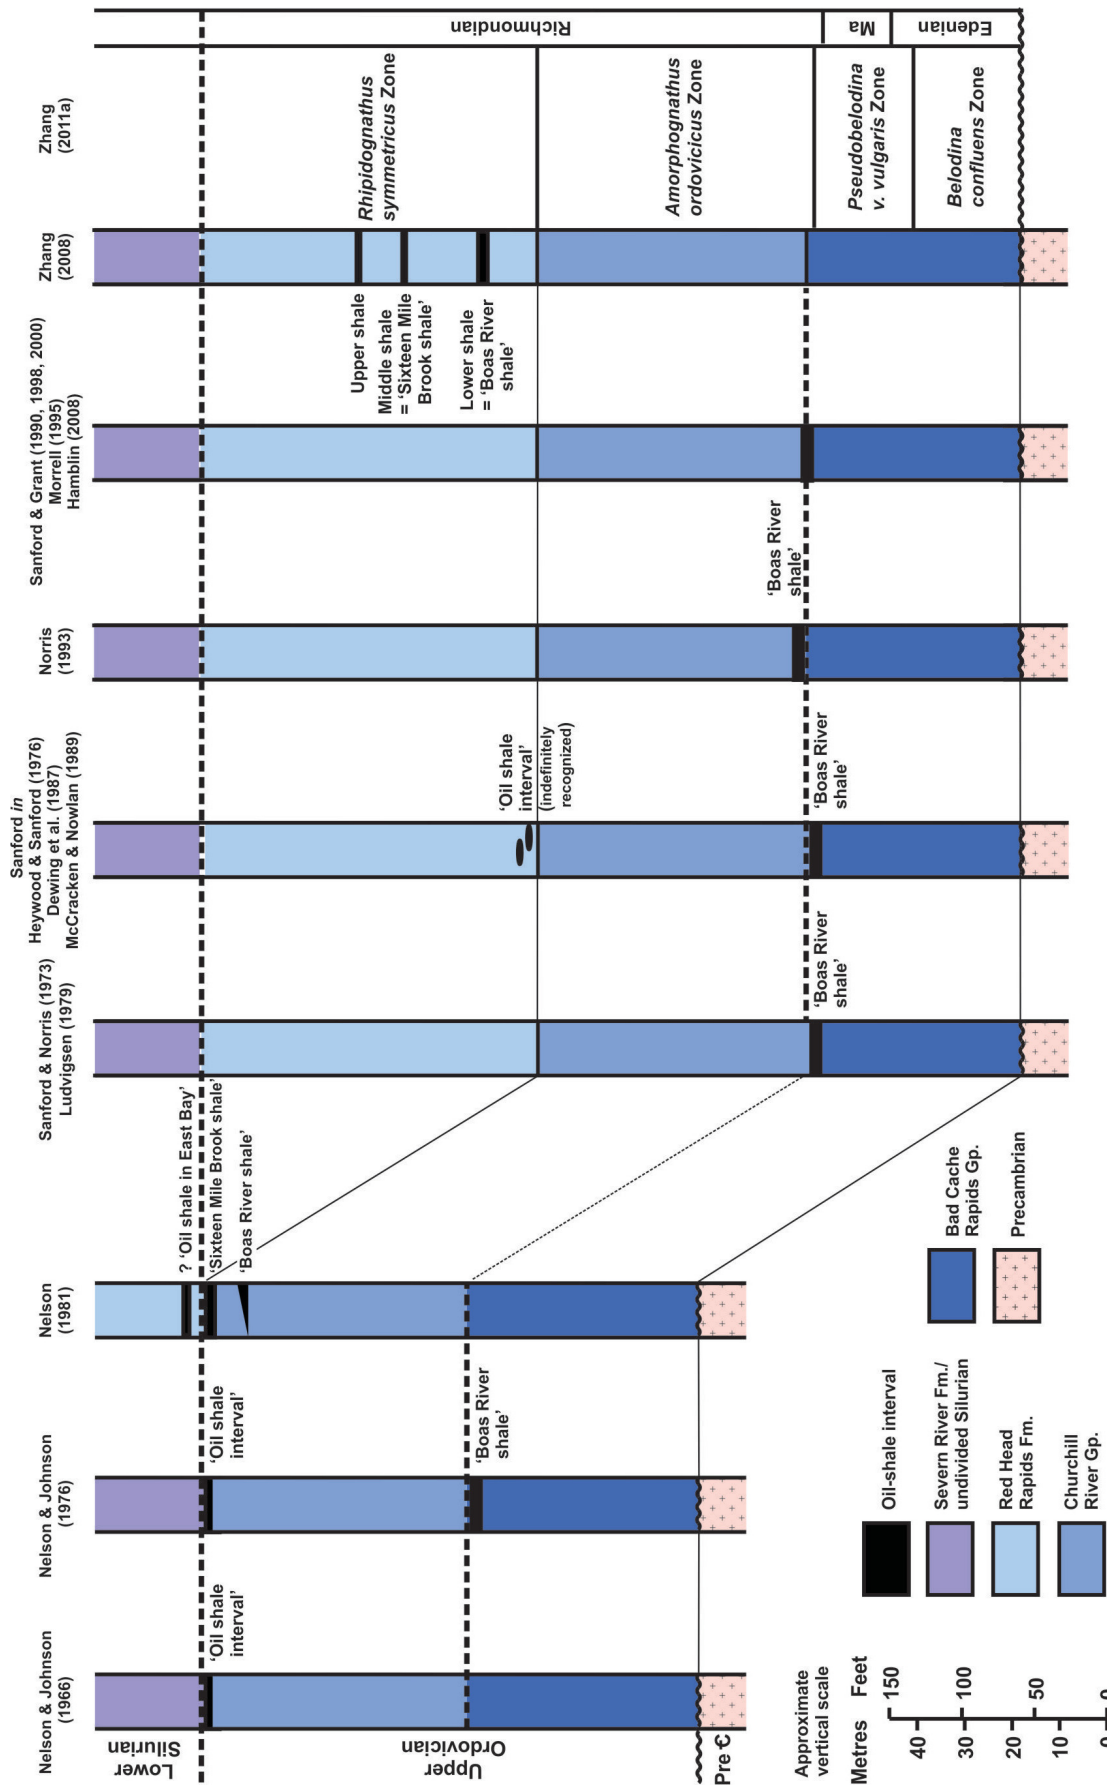 Nelson & Johnson
(1966)
Nelson & Johnson
(1976)
Nelson
(1981)
Sanford & Norris (1973)
Ludvigsen (1979)
Sanford in
Heywood & Sanford (1976)
Dewing et al. (1987)
McCracken & Nowlan (1989)
Norris
(1993)
Sanford & Grant (1990, 1998, 2000)
Morrell (1995)
Hamblin (2008)
Zhang
(2008)
Zhang
(2011a)
Lower
Silurian
Upper
Ordovician
Pre-Ꞓ
'Oil shale
interval'
'Oil shale
interval'
'Boas River
shale'
? 'Oil shale in East Bay'
'Sixteen Mile Brook shale'
'Boas River shale'
'Boas River
shale'
'Oil shale
interval'
(indefinitely
recognized)
'Boas River
shale'
'Boas River
shale'
Upper shale
Middle shale
= 'Sixteen Mile
Brook shale'
Lower shale
= 'Boas River
shale'
Rhipidognathus
symmetricus Zone
Amorphognathus
ordovicicus Zone
Pseudobelodina
v. vulgaris Zone
Belodina
confluens Zone
Richmondian
Ma
Edenian
Approximate
vertical scale
Metres Feet
40
30
20
10
0
150
100
50
0
Oil-shale interval
Severn River Fm./
undivided Silurian
Red Head
Rapids Fm.
Churchill
River Gp.
Bad Cache
Rapids Gp.
Precambrian